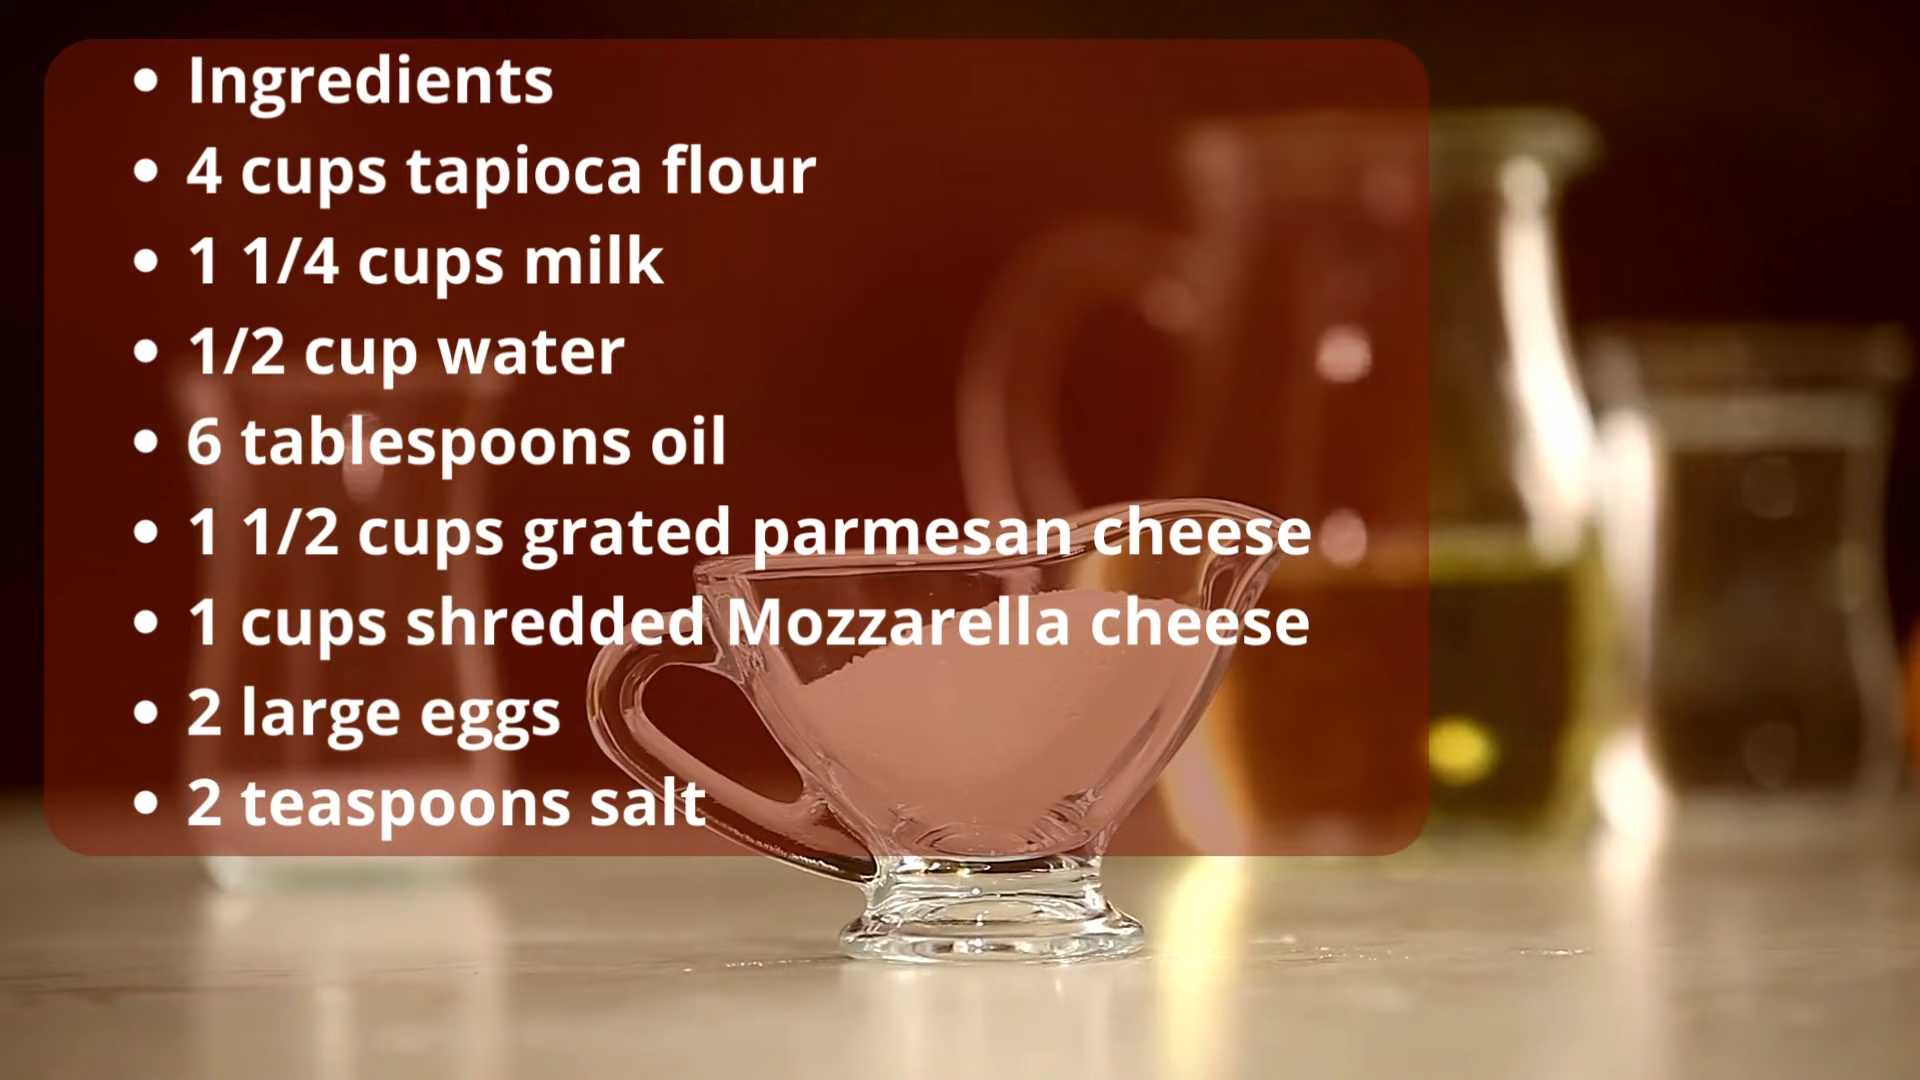 • Ingredients
• 4 cups tapioca flour
• 1 1/4 cups milk
• 1/2 cup water
• 6 tablespoons oil
• 1 1/2 cups grated parmesan cheese
• 1 cups shredded Mozzarella cheese
• 2 large eggs
• 2 teaspoons salt